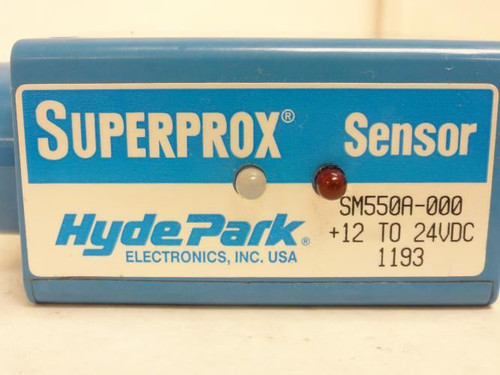 SUPERPROX® Sensor
SM550A-000
HydePark®
+12 TO 24VDC
ELECTRONICS, INC. USA
1193